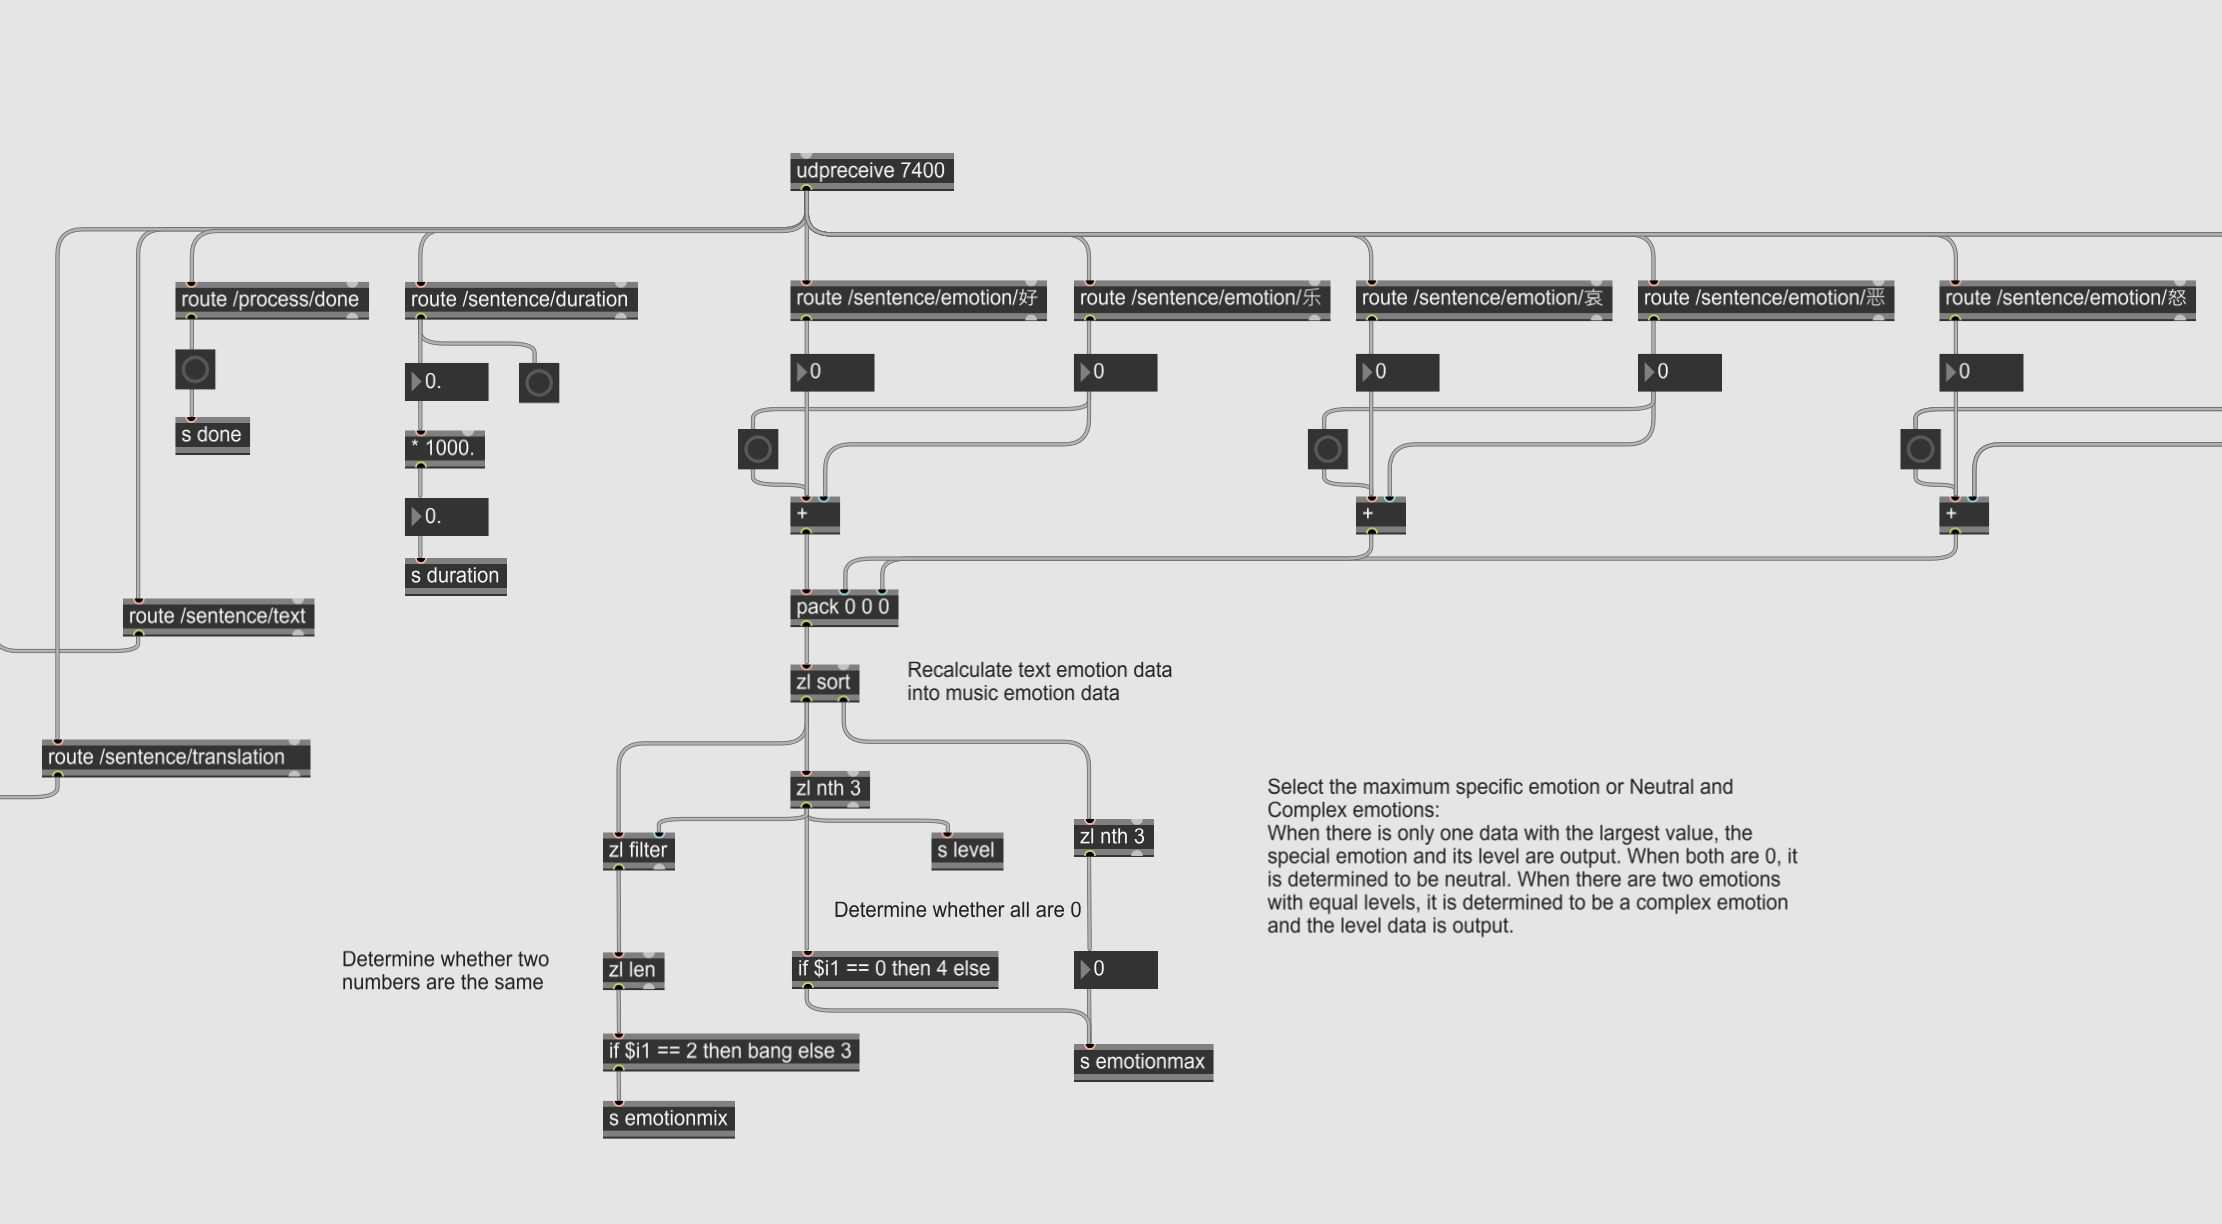 udpreceive 7400
route /process/done
route /sentence/duration
route /sentence/emotion/好
route /sentence/emotion/乐
route /sentence/emotion/哀
route /sentence/emotion/恶
route /sentence/emotion/怒
0.
0
0
0
0
0
s done
* 1000.
0.
+
+
+
s duration
pack 0 0 0
route /sentence/text
zl sort
Recalculate text emotion data
into music emotion data
route /sentence/translation
zl nth 3
zl filter
s level
zl nth 3
Select the maximum specific emotion or Neutral and
Complex emotions:
When there is only one data with the largest value, the
special emotion and its level are output. When both are 0, it
is determined to be neutral. When there are two emotions
with equal levels, it is determined to be a complex emotion
and the level data is output.
Determine whether all are 0
Determine whether two
numbers are the same
zl len
if $i1 == 0 then 4 else
0
if $i1 == 2 then bang else 3
s emotionmax
s emotionmix